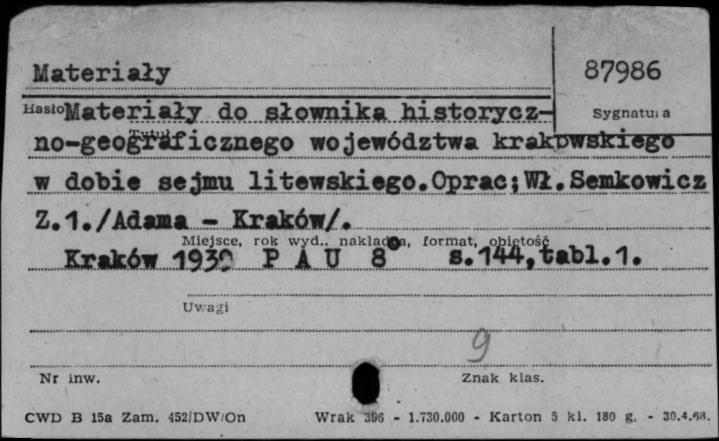 Materiały
87986
Hasło Materiały do słownika historycz-
Sygnatura
Tytuł
no-geograficznego województwa krakowskiego
w dobie sejmu litewskiego.Oprac;Wł.Semkowicz
Z.1./Adama - Kraków/.
Miejsce, rok wyd., nakładca, format, objętość
Kraków 1939 P A U 8° s.144,tabl.1.
Uwagi
9
Nr inw.
Znak klas.
CWD B 15a Zam. 452/DW/On Wrak 396 - 1.730.000 - Karton 5 kl. 180 g. - 30.4.68.